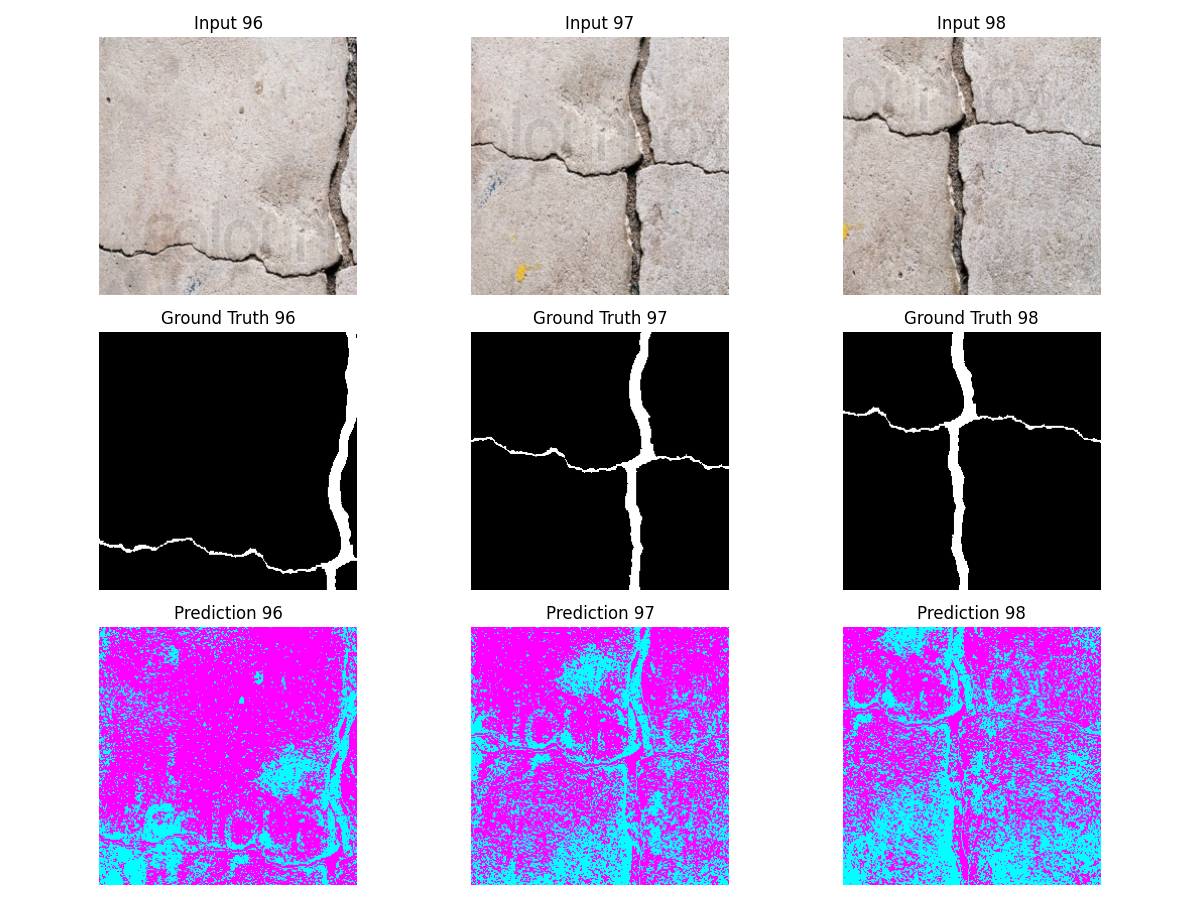 Input 96
Input 97
Input 98
Ground Truth 96
Ground Truth 97
Ground Truth 98
Prediction 96
Prediction 97
Prediction 98